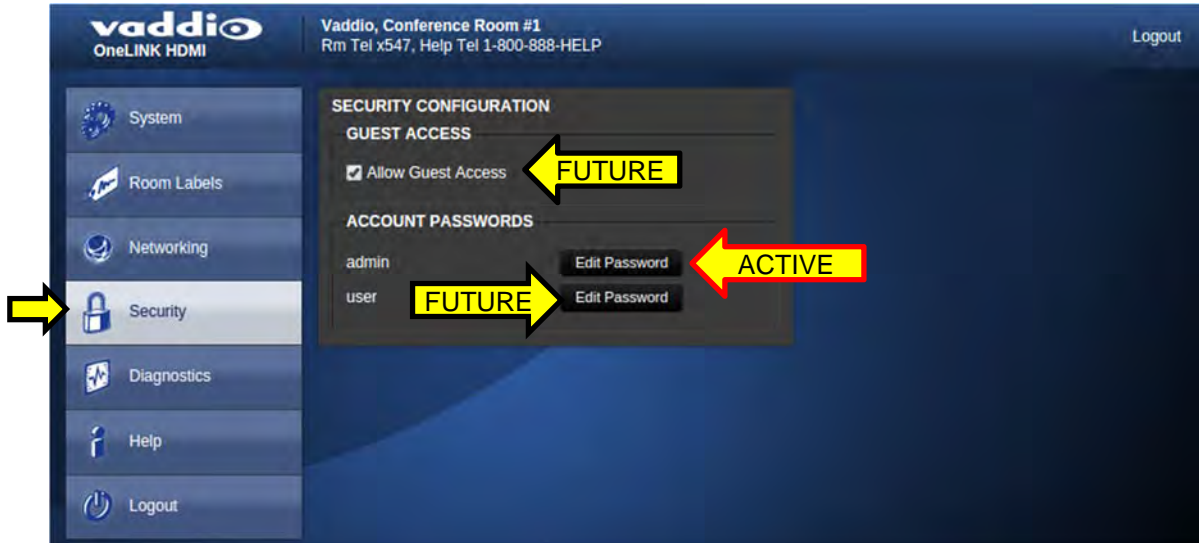 vaddio
OneLINK HDMI
Vaddio, Conference Room #1
Rm Tel x547, Help Tel 1-800-888-HELP
Logout
System
Room Labels
Networking
Security
Diagnostics
Help
Logout
SECURITY CONFIGURATION
GUEST ACCESS
Allow Guest Access
FUTURE
ACCOUNT PASSWORDS
admin Edit Password ACTIVE
user FUTURE Edit Password